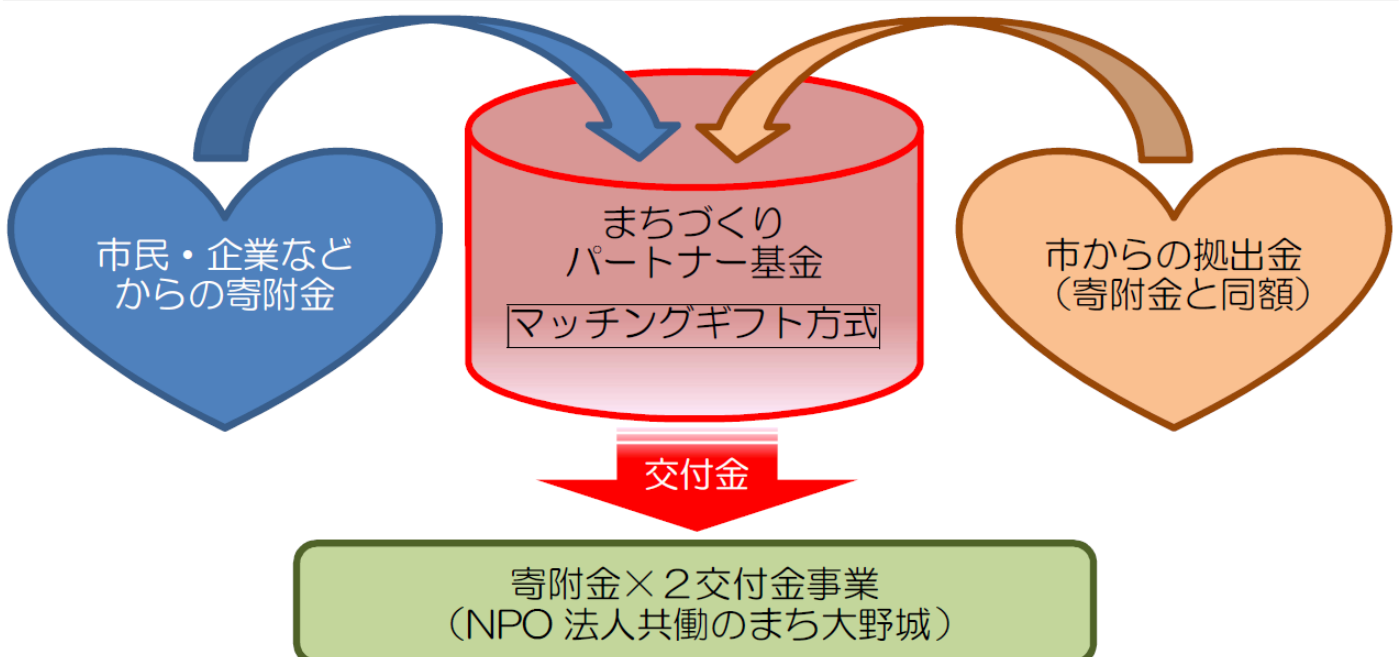 市民・企業など
からの寄附金
まちづくり
パートナー基金
マッチングギフト方式
市からの拠出金
（寄附金と同額）
交付金
寄附金×２交付金事業
（NPO 法人共働のまち大野城）